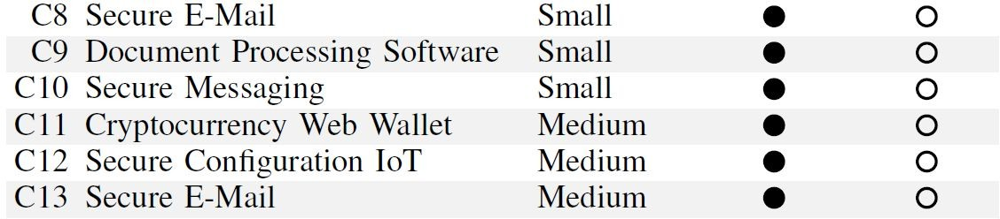 C8 Secure E-Mail Small ● ○
C9 Document Processing Software Small ● ○
C10 Secure Messaging Small ● ○
C11 Cryptocurrency Web Wallet Medium ● ○
C12 Secure Configuration IoT Medium ● ○
C13 Secure E-Mail Medium ● ○